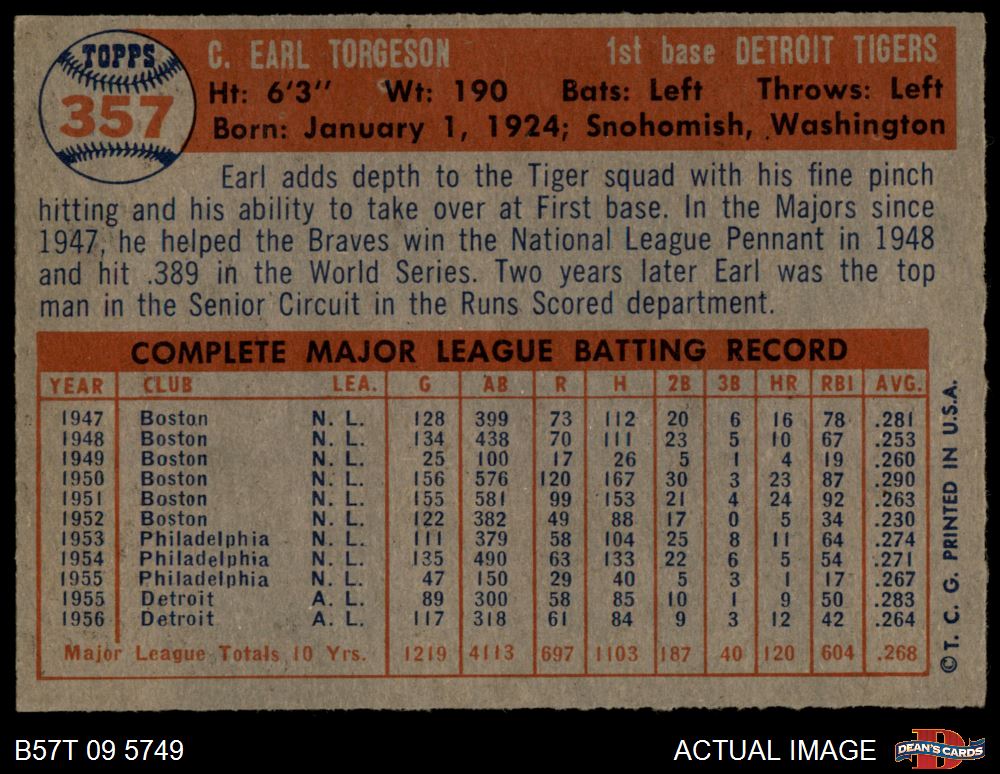 TOPPS
357
C. EARL TORGESON 1st base DETROIT TIGERS
Ht: 6'3" Wt: 190 Bats: Left Throws: Left
Born: January 1, 1924; Snohomish, Washington
Earl adds depth to the Tiger squad with his fine pinch
hitting and his ability to take over at First base. In the Majors since
1947, he helped the Braves win the National League Pennant in 1948
and hit .389 in the World Series. Two years later Earl was the top
man in the Senior Circuit in the Runs Scored department.
COMPLETE MAJOR LEAGUE BATTING RECORD
YEAR CLUB LEA. G AB R H 2B 3B HR RBI AVG.
1947 Boston N. L. 128 399 73 112 20 6 16 78 .281
1948 Boston N. L. 134 438 70 111 23 5 10 67 .253
1949 Boston N. L. 25 100 17 26 5 1 4 19 .260
1950 Boston N. L. 156 576 120 167 30 3 23 87 .290
1951 Boston N. L. 155 581 99 153 21 4 24 92 .263
1952 Boston N. L. 122 382 49 88 17 0 5 34 .230
1953 Philadelphia N. L. 111 379 58 104 25 8 11 64 .274
1954 Philadelphia N. L. 135 490 63 133 22 6 5 54 .271
1955 Philadelphia N. L. 47 150 29 40 5 3 1 17 .267
1955 Detroit A. L. 89 300 58 85 10 1 9 50 .283
1956 Detroit A. L. 117 318 61 84 9 3 12 42 .264
Major League Totals 10 Yrs. 1219 4113 697 1103 187 40 120 604 .268
© T. C. G. PRINTED IN U.S.A.
B57T 09 5749
ACTUAL IMAGE
DEAN'S CARDS